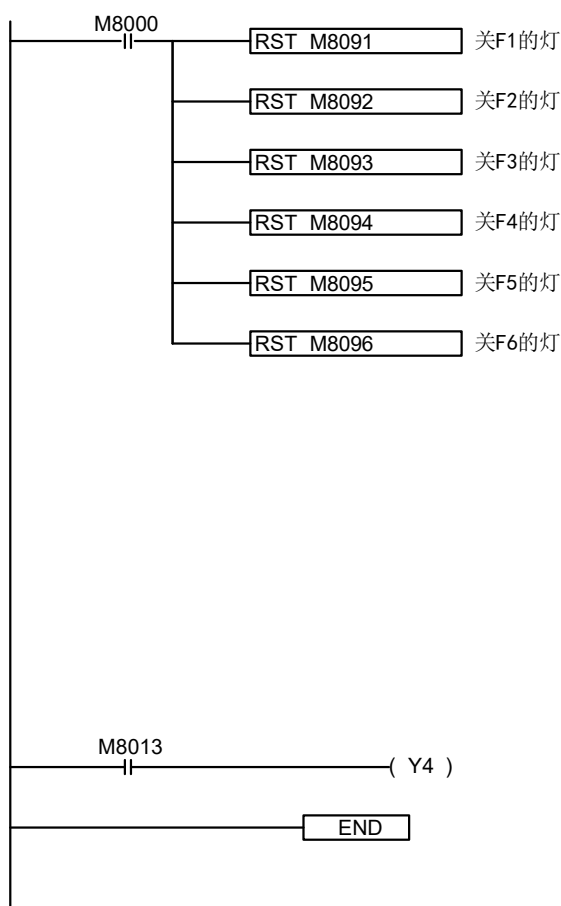 M8000
RST M8091 关F1的灯
RST M8092 关F2的灯
RST M8093 关F3的灯
RST M8094 关F4的灯
RST M8095 关F5的灯
RST M8096 关F6的灯
M8013
( Y4 )
END